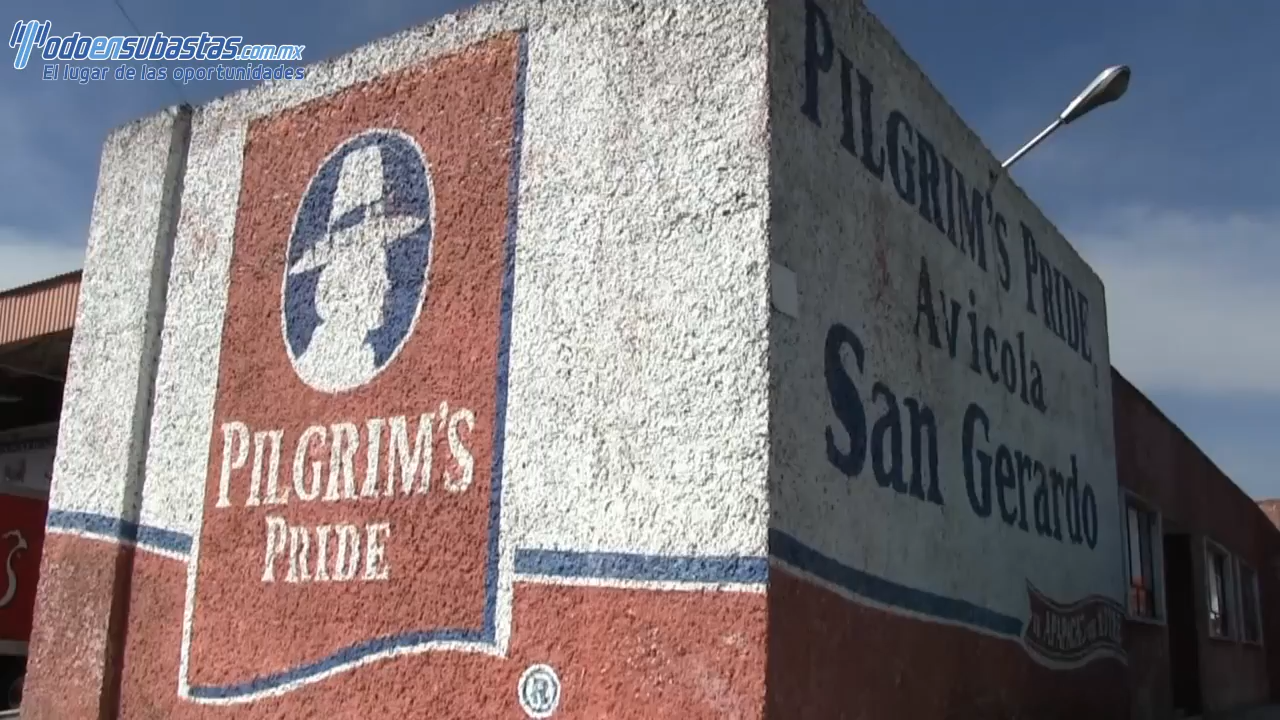 Todoensubastas.com.mx
El lugar de las oportunidades
PILGRIM'S
PRIDE
®
PILGRIM'S PRIDE
Avicola
San Gerardo